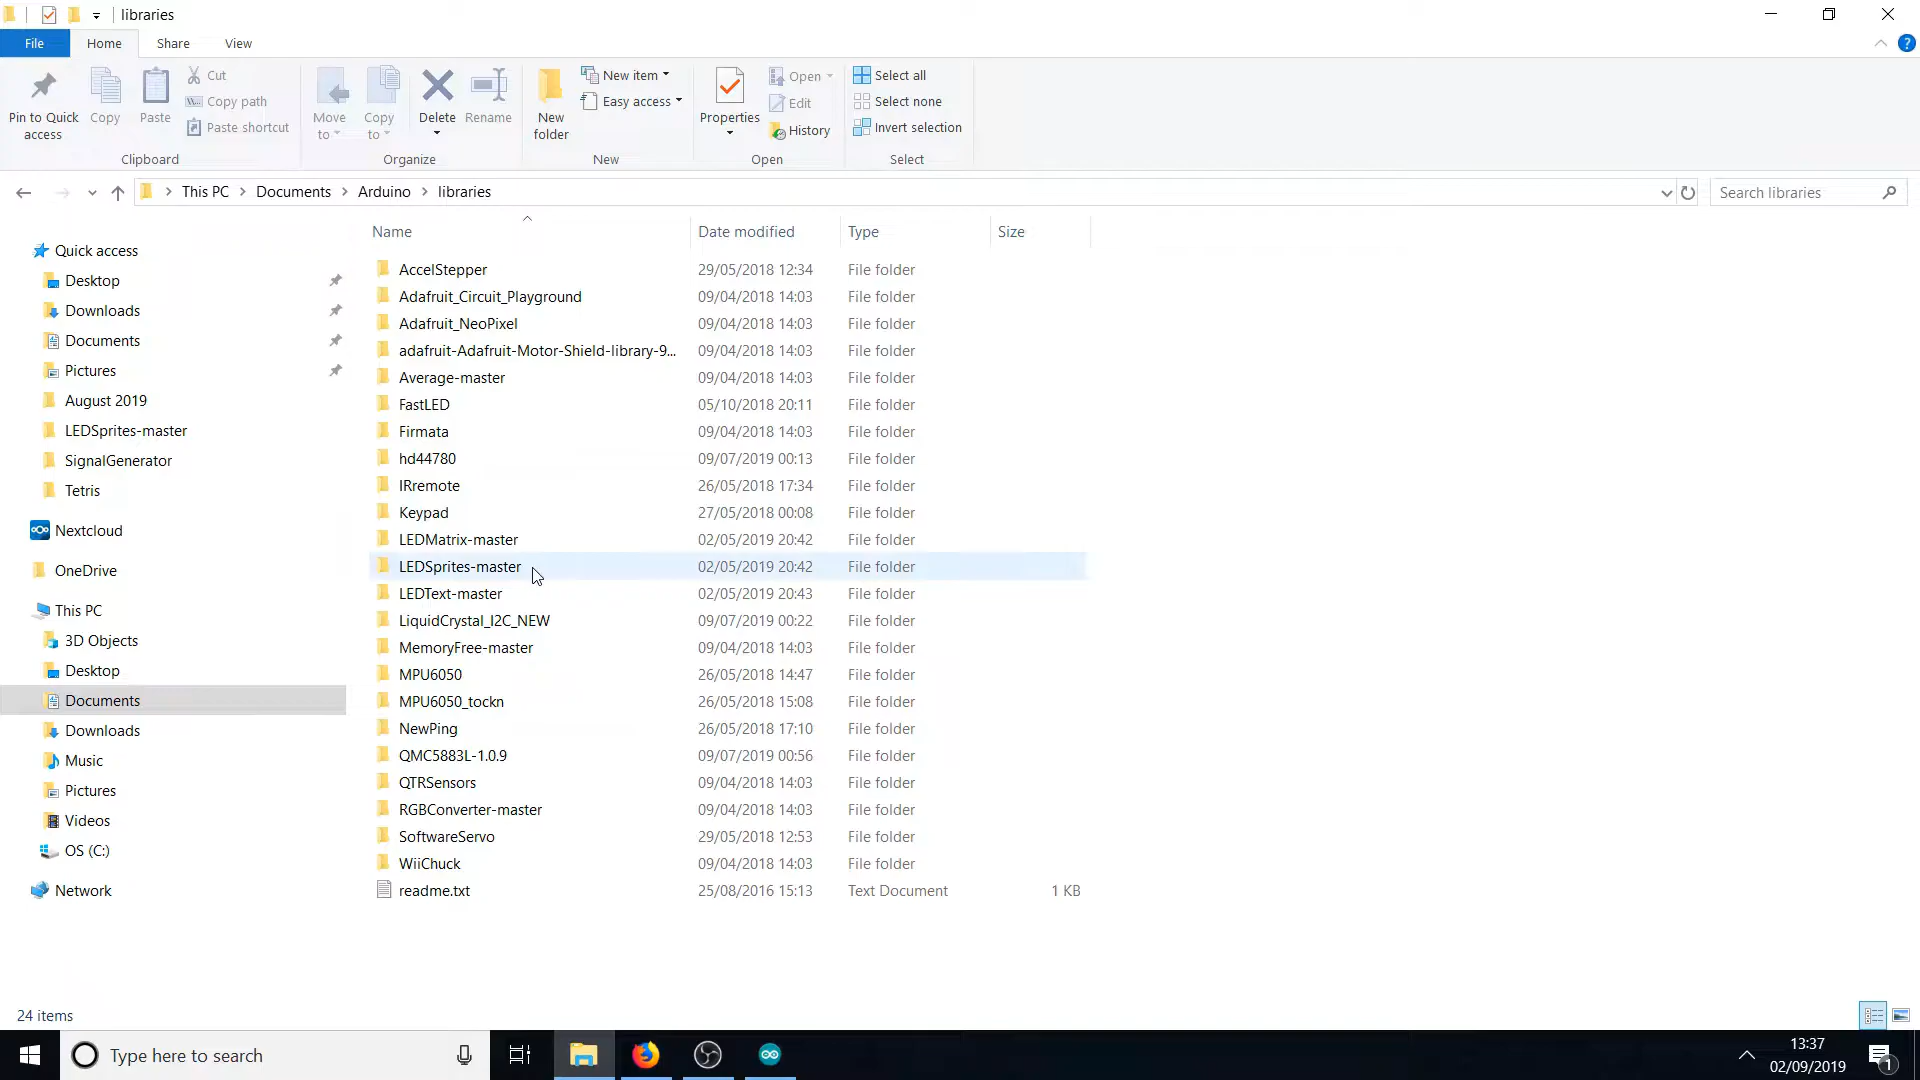 libraries
File Home Share View
Pin to Quick access
Copy
Paste
Cut
Copy path
Paste shortcut
Clipboard
Move to
Copy to
Delete
Rename
Organize
New folder
New item
Easy access
New
Properties
Open
Edit
History
Open
Select all
Select none
Invert selection
Select
This PC Documents Arduino libraries
Search libraries
Quick access
Desktop
Downloads
Documents
Pictures
August 2019
LEDSprites-master
SignalGenerator
Tetris
Nextcloud
OneDrive
This PC
3D Objects
Desktop
Documents
Downloads
Music
Pictures
Videos
OS (C:)
Network
Name Date modified Type Size
AccelStepper 29/05/2018 12:34 File folder
Adafruit_Circuit_Playground 09/04/2018 14:03 File folder
Adafruit_NeoPixel 09/04/2018 14:03 File folder
adafruit-Adafruit-Motor-Shield-library-9... 09/04/2018 14:03 File folder
Average-master 09/04/2018 14:03 File folder
FastLED 05/10/2018 20:11 File folder
Firmata 09/04/2018 14:03 File folder
hd44780 09/07/2019 00:13 File folder
IRremote 26/05/2018 17:34 File folder
Keypad 27/05/2018 00:08 File folder
LEDMatrix-master 02/05/2019 20:42 File folder
LEDSprites-master 02/05/2019 20:42 File folder
LEDText-master 02/05/2019 20:43 File folder
LiquidCrystal_I2C_NEW 09/07/2019 00:22 File folder
MemoryFree-master 09/04/2018 14:03 File folder
MPU6050 26/05/2018 14:47 File folder
MPU6050_tockn 26/05/2018 15:08 File folder
NewPing 26/05/2018 17:10 File folder
QMC5883L-1.0.9 09/07/2019 00:56 File folder
QTRSensors 09/04/2018 14:03 File folder
RGBConverter-master 09/04/2018 14:03 File folder
SoftwareServo 29/05/2018 12:53 File folder
WiiChuck 09/04/2018 14:03 File folder
readme.txt 25/08/2016 15:13 Text Document 1 KB
24 items
Type here to search
13:37
02/09/2019
1